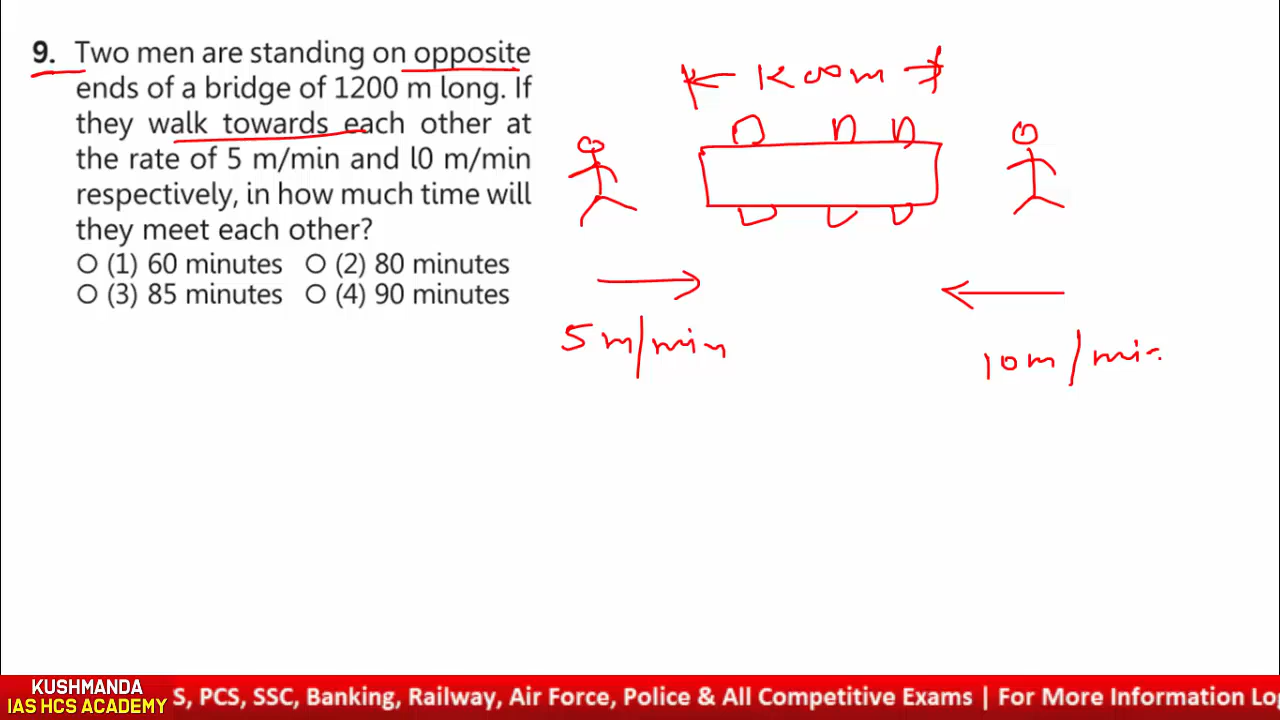 9. Two men are standing on opposite
ends of a bridge of 1200 m long. If
they walk towards each other at
the rate of 5 m/min and l0 m/min
respectively, in how much time will
they meet each other?
O (1) 60 minutes O (2) 80 minutes
O (3) 85 minutes O (4) 90 minutes
1200m
5m/min
10m/min
KUSHMANDA
IAS HCS ACADEMY
S, PCS, SSC, Banking, Railway, Air Force, Police & All Competitive Exams | For More Information Lo